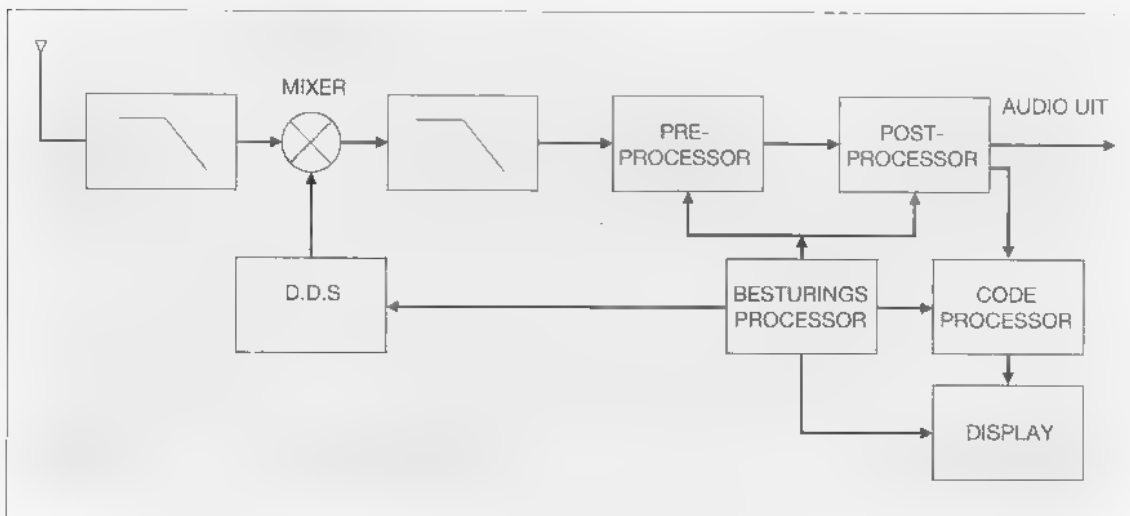 MIXER
PRE-
PROCESSOR
POST-
PROCESSOR
AUDIO UIT
D.D.S
BESTURINGS
PROCESSOR
CODE
PROCESSOR
DISPLAY